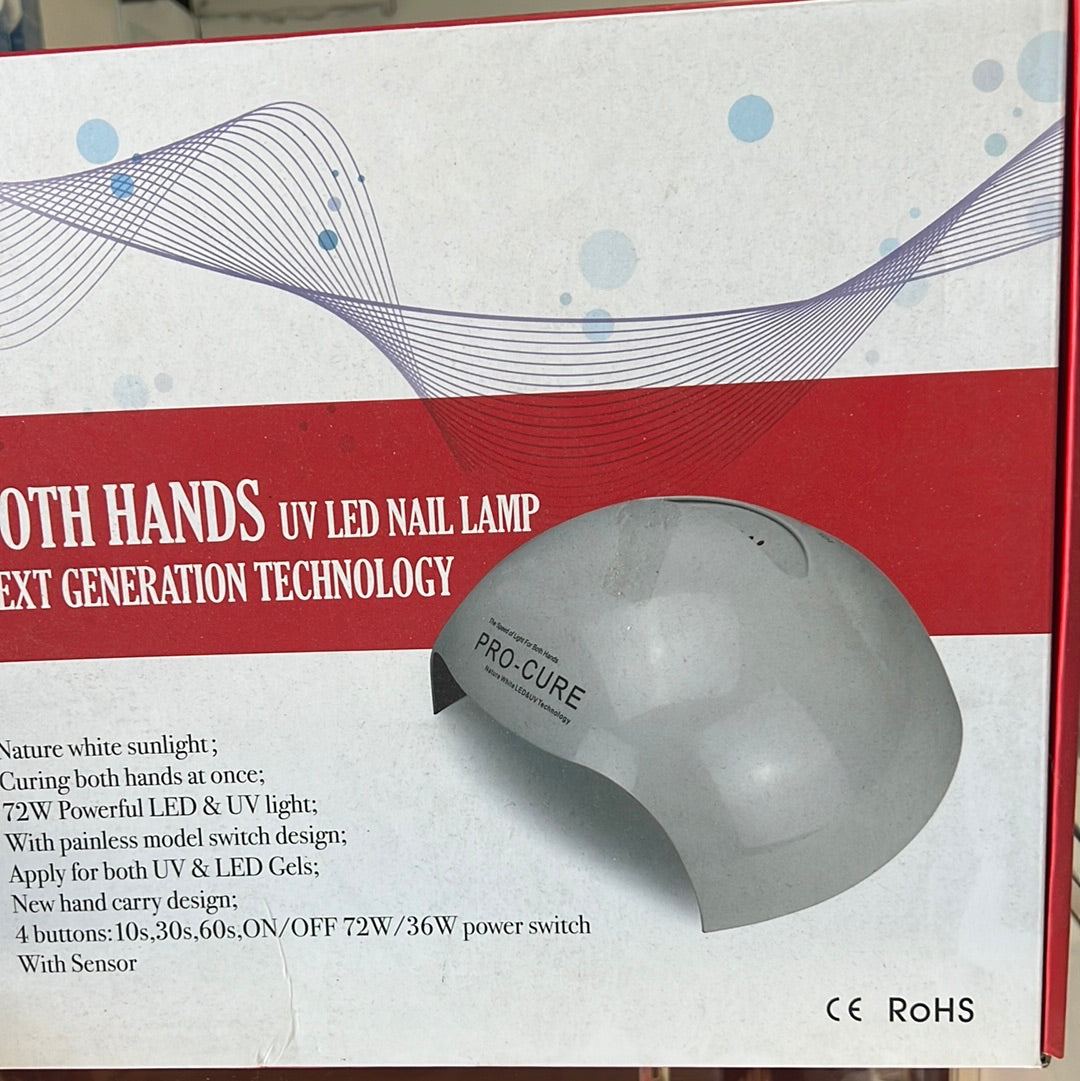 OTH HANDS UV LED NAIL LAMP
EXT GENERATION TECHNOLOGY
The Speed of Light For Both Hands
PRO-CURE
Nature White LED&UV Technology
Nature white sunlight;
Curing both hands at once;
72W Powerful LED & UV light;
With painless model switch design;
Apply for both UV & LED Gels;
New hand carry design;
4 buttons:10s,30s,60s,ON/OFF 72W/36W power switch
With Sensor
CE RoHS